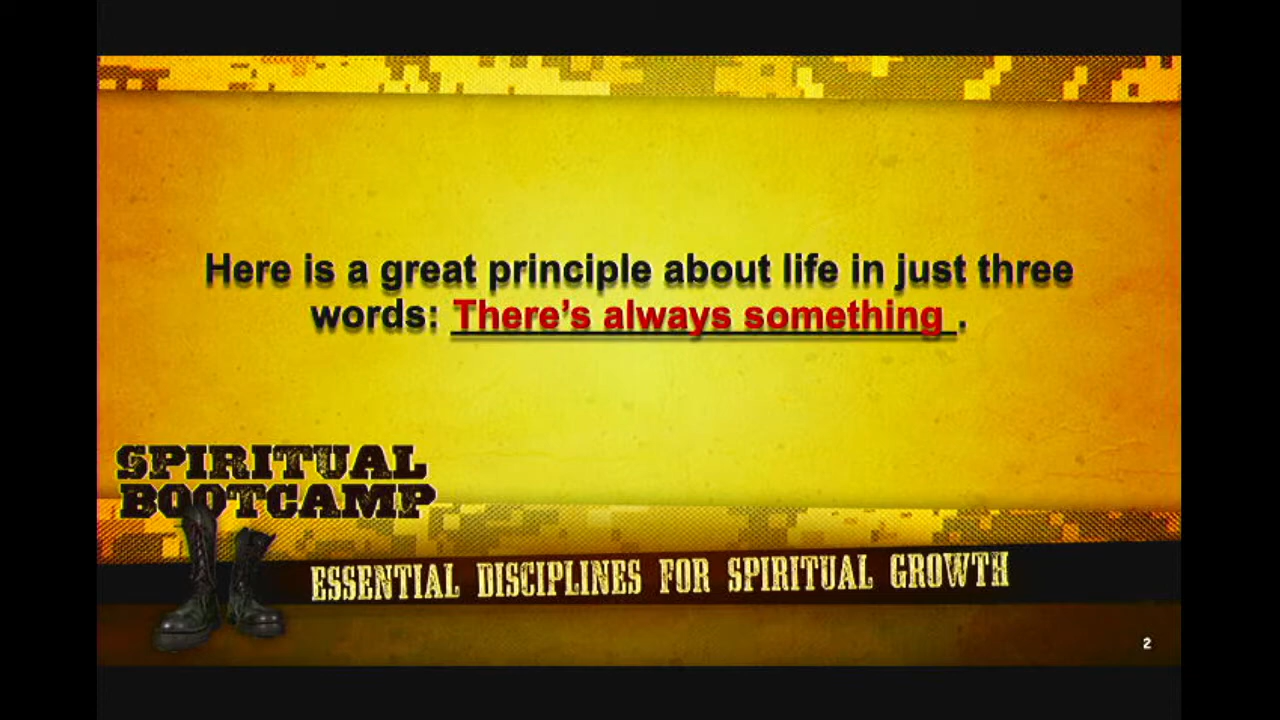 Here is a great principle about life in just three
words: There’s always something.
SPIRITUAL
BOOTCAMP
ESSENTIAL DISCIPLINES FOR SPIRITUAL GROWTH
2